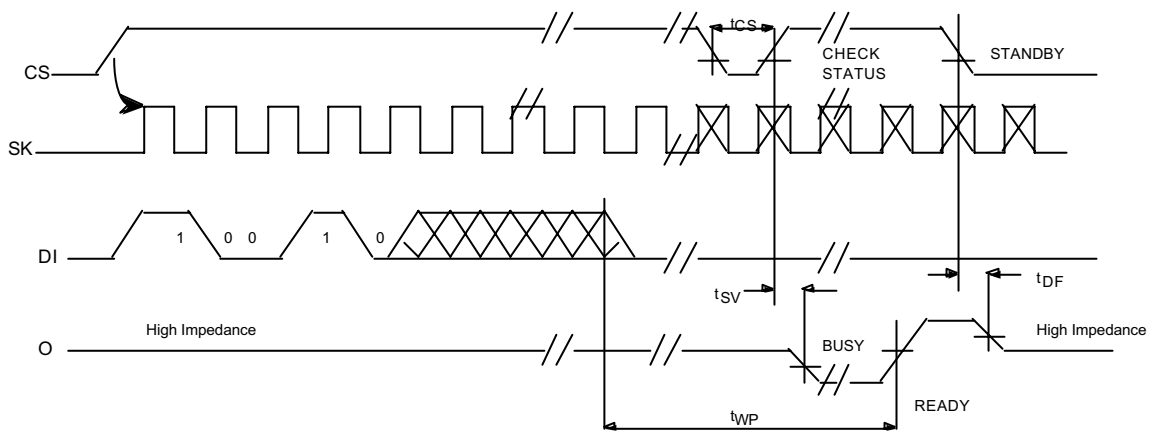 tCS
CS
CHECK
STATUS
STANDBY
SK
1 0 0 1 0
DI
tSV
tDF
High Impedance
High Impedance
O
BUSY
READY
tWP